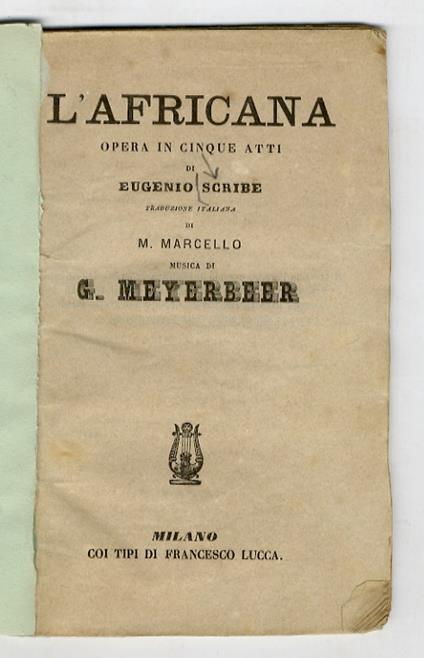 L'AFRICANA
OPERA IN CINQUE ATTI
DI
EUGENIO SCRIBE
TRADUZIONE ITALIANA
DI
M. MARCELLO
MUSICA DI
G. MEYERBEER
MILANO
COI TIPI DI FRANCESCO LUCCA.